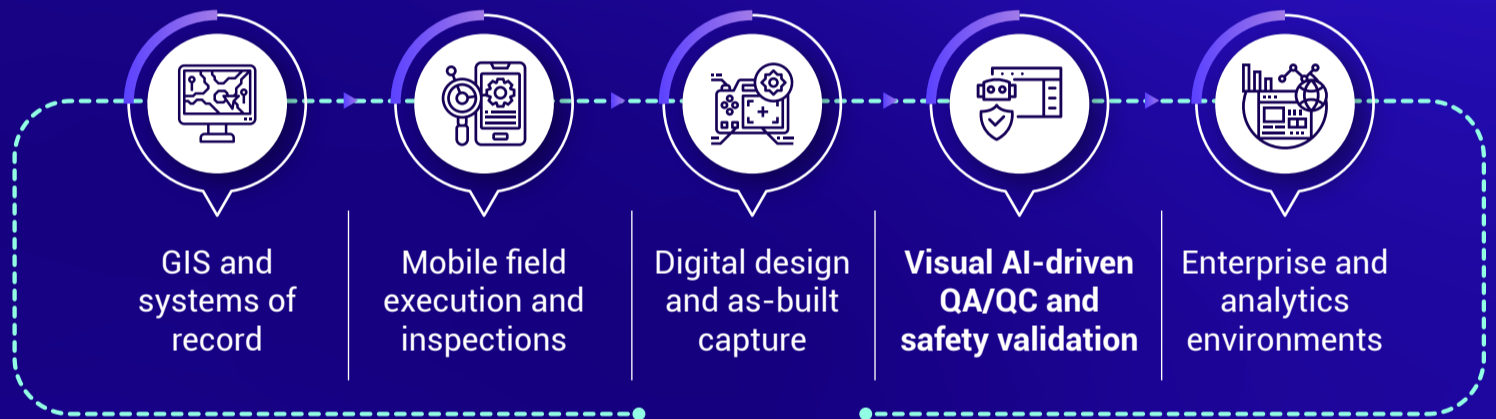 GIS and
systems of
record
Mobile field
execution and
inspections
Digital design
and as-built
capture
Visual AI-driven
QA/QC and
safety validation
Enterprise and
analytics
environments